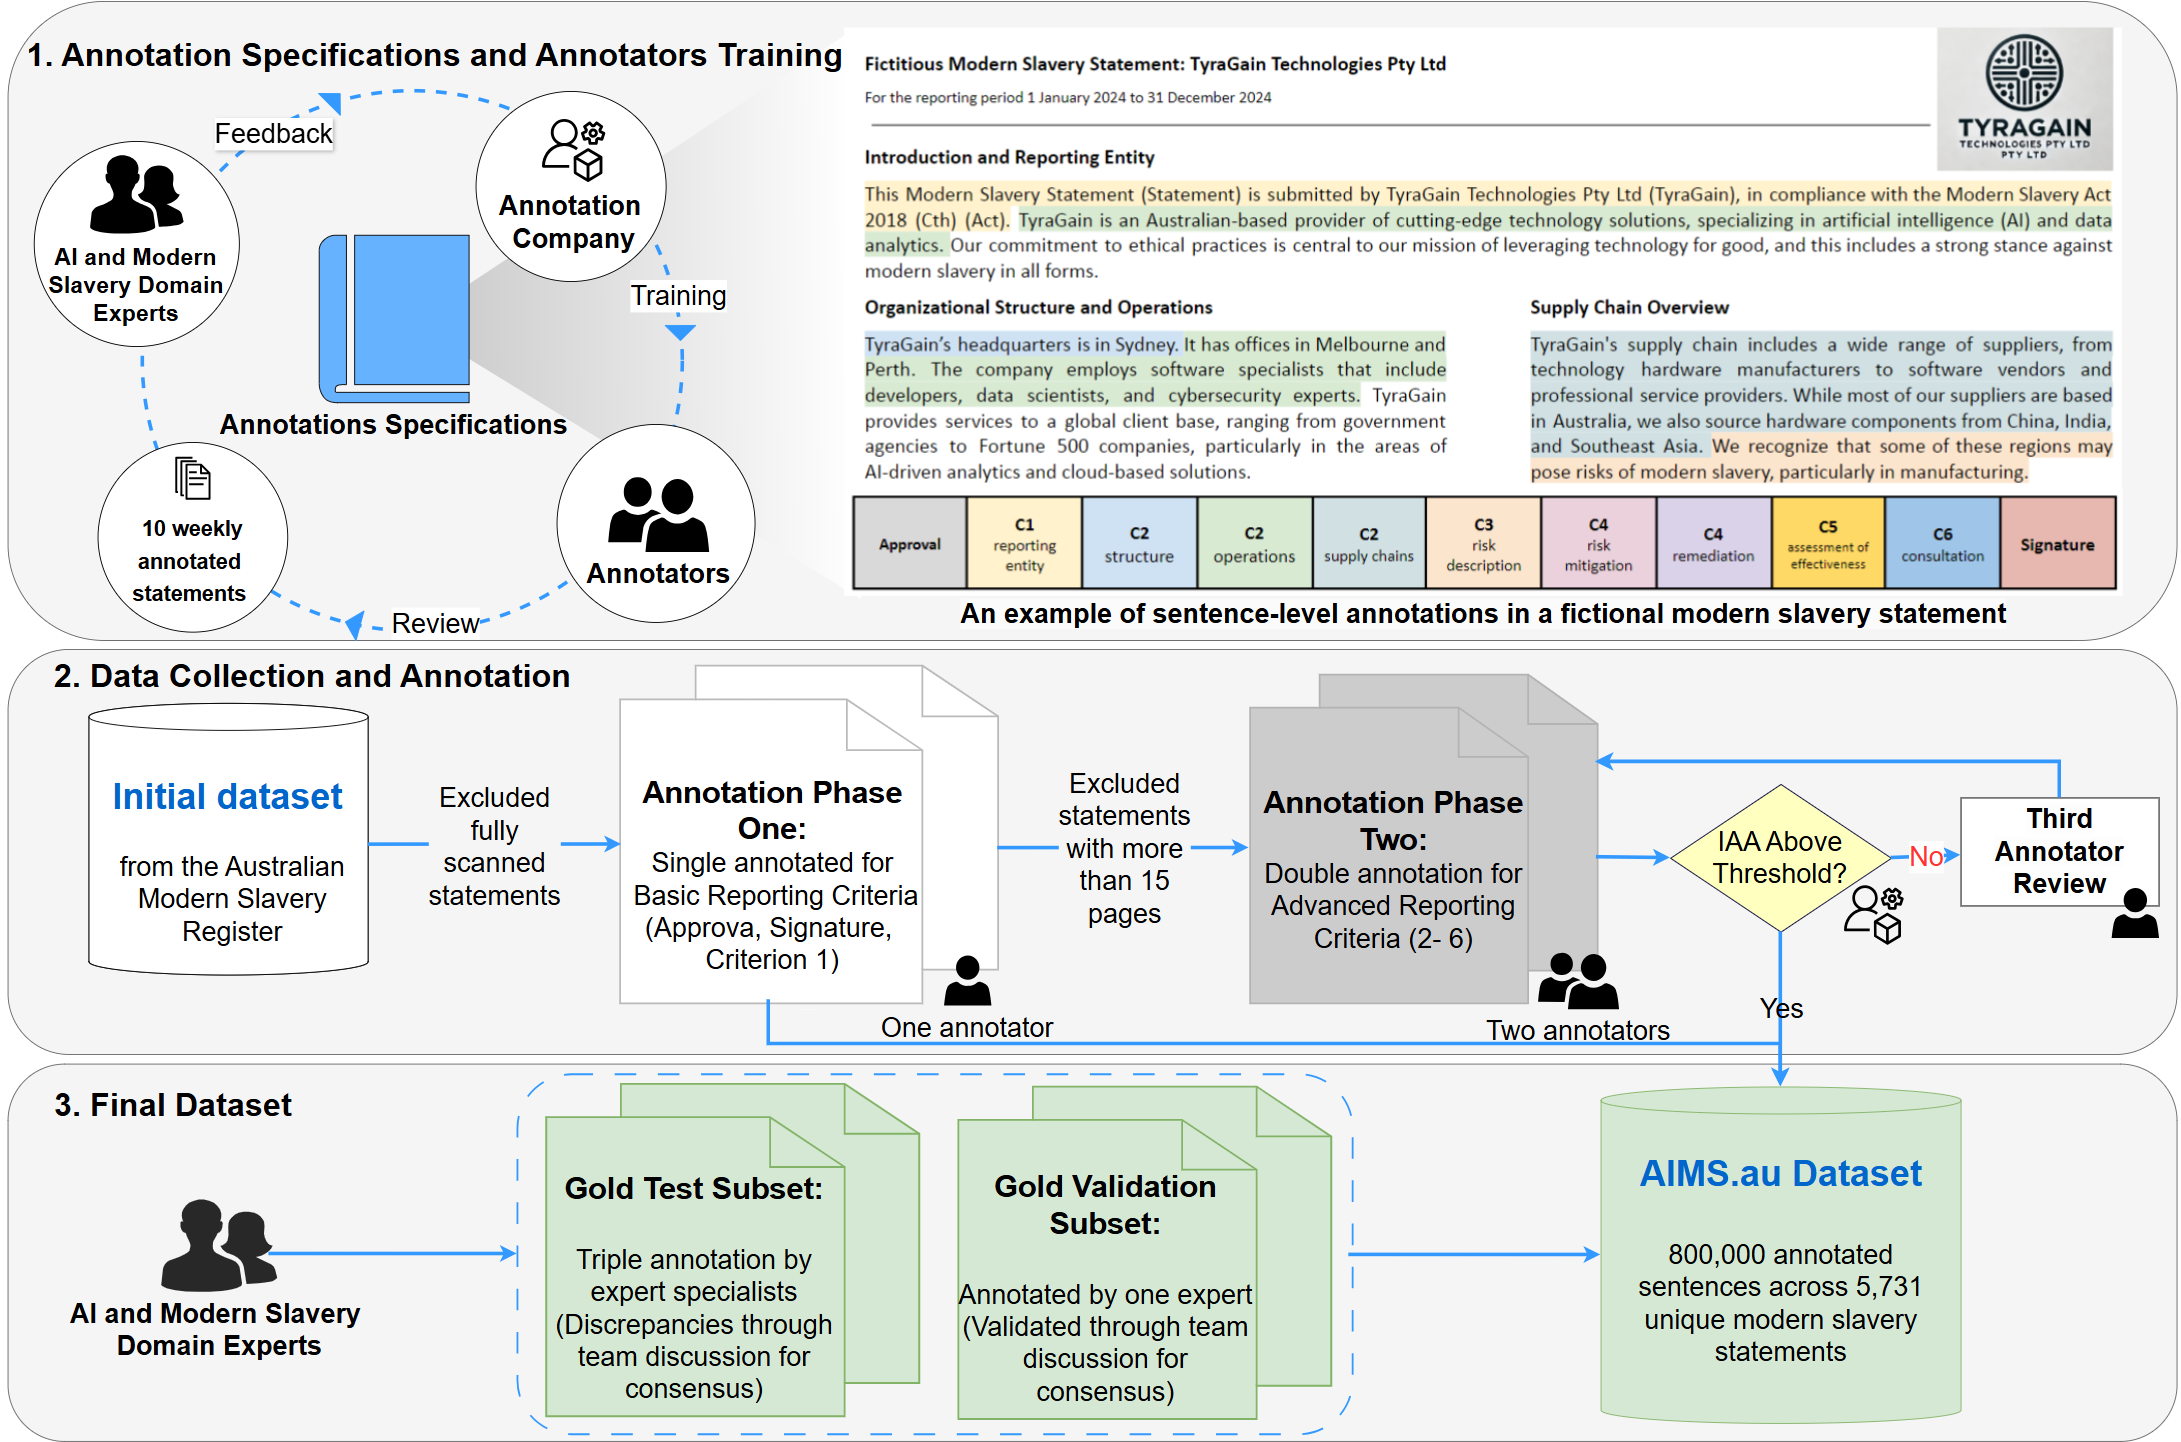 1. Annotation Specifications and Annotators Training
Feedback
AI and Modern
Slavery Domain
Experts
Annotation
Company
Training
Annotations Specifications
10 weekly
annotated
statements
Annotators
Review
Fictitious Modern Slavery Statement: TyraGain Technologies Pty Ltd
For the reporting period 1 January 2024 to 31 December 2024
TYRAGAIN
TECHNOLOGIES PTY LTD
PTY LTD
Introduction and Reporting Entity
This Modern Slavery Statement (Statement) is submitted by TyraGain Technologies Pty Ltd (TyraGain), in compliance with the Modern Slavery Act
2018 (Cth) (Act). TyraGain is an Australian-based provider of cutting-edge technology solutions, specializing in artificial intelligence (AI) and data
analytics. Our commitment to ethical practices is central to our mission of leveraging technology for good, and this includes a strong stance against
modern slavery in all forms.
Organizational Structure and Operations
TyraGain's headquarters is in Sydney. It has offices in Melbourne and
Perth. The company employs software specialists that include
developers, data scientists, and cybersecurity experts. TyraGain
provides services to a global client base, ranging from government
agencies to Fortune 500 companies, particularly in the areas of
AI-driven analytics and cloud-based solutions.
Supply Chain Overview
TyraGain's supply chain includes a wide range of suppliers, from
technology hardware manufacturers to software vendors and
professional service providers. While most of our suppliers are based
in Australia, we also source hardware components from China, India,
and Southeast Asia. We recognize that some of these regions may
pose risks of modern slavery, particularly in manufacturing.
Approval
C1
reporting
entity
C2
structure
C2
operations
C2
supply chains
C3
risk
description
C4
risk
mitigation
C4
remediation
C5
assessment of
effectiveness
C6
consultation
Signature
An example of sentence-level annotations in a fictional modern slavery statement
2. Data Collection and Annotation
Initial dataset
from the Australian
Modern Slavery
Register
Excluded
fully
scanned
statements
Annotation Phase
One:
Single annotated for
Basic Reporting Criteria
(Approva, Signature,
Criterion 1)
One annotator
Excluded
statements
with more
than 15
pages
Annotation Phase
Two:
Double annotation for
Advanced Reporting
Criteria (2- 6)
Two annotators
IAA Above
Threshold?
No
Third
Annotator
Review
Yes
3. Final Dataset
AI and Modern Slavery
Domain Experts
Gold Test Subset:
Triple annotation by
expert specialists
(Discrepancies through
team discussion for
consensus)
Gold Validation
Subset:
Annotated by one expert
(Validated through team
discussion for
consensus)
AIMS.au Dataset
800,000 annotated
sentences across 5,731
unique modern slavery
statements